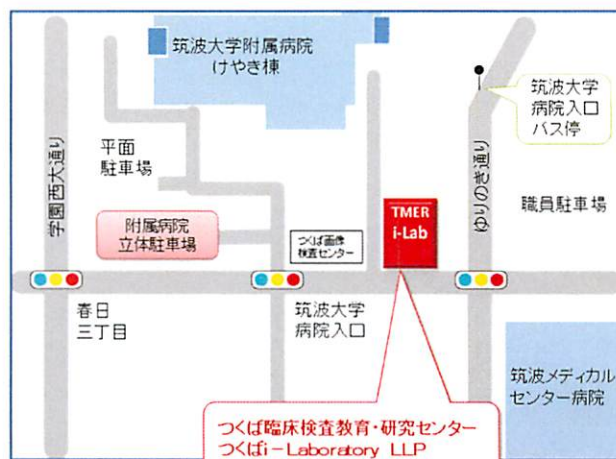 筑波大学附属病院
けやき棟
筑波大学
病院入口
バス停
平面
駐車場
学園西大通り
ゆりのき通り
職員駐車場
TMER
i-Lab
附属病院
立体駐車場
つくば画像
検査センター
春日
三丁目
筑波大学
病院入口
筑波メディカル
センター病院
つくば臨床検査教育・研究センター
つくばi－Laboratory LLP